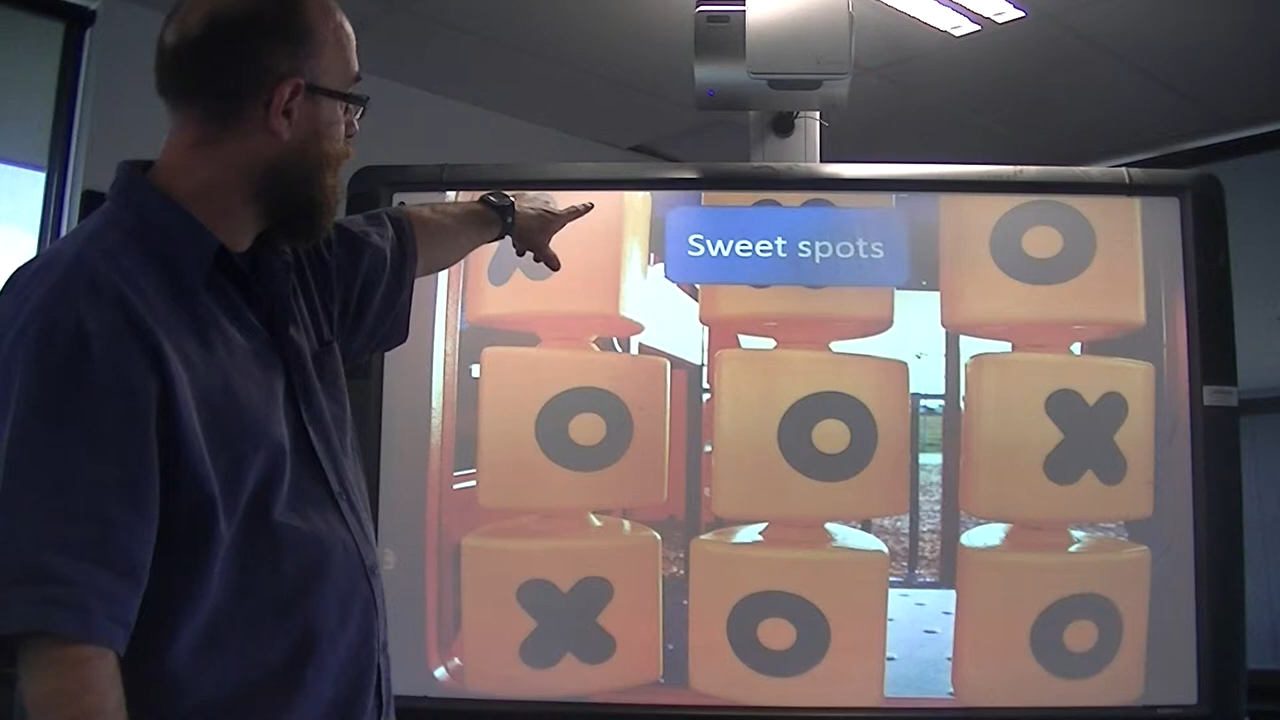 Sweet spots
X X O
O O X
X O O